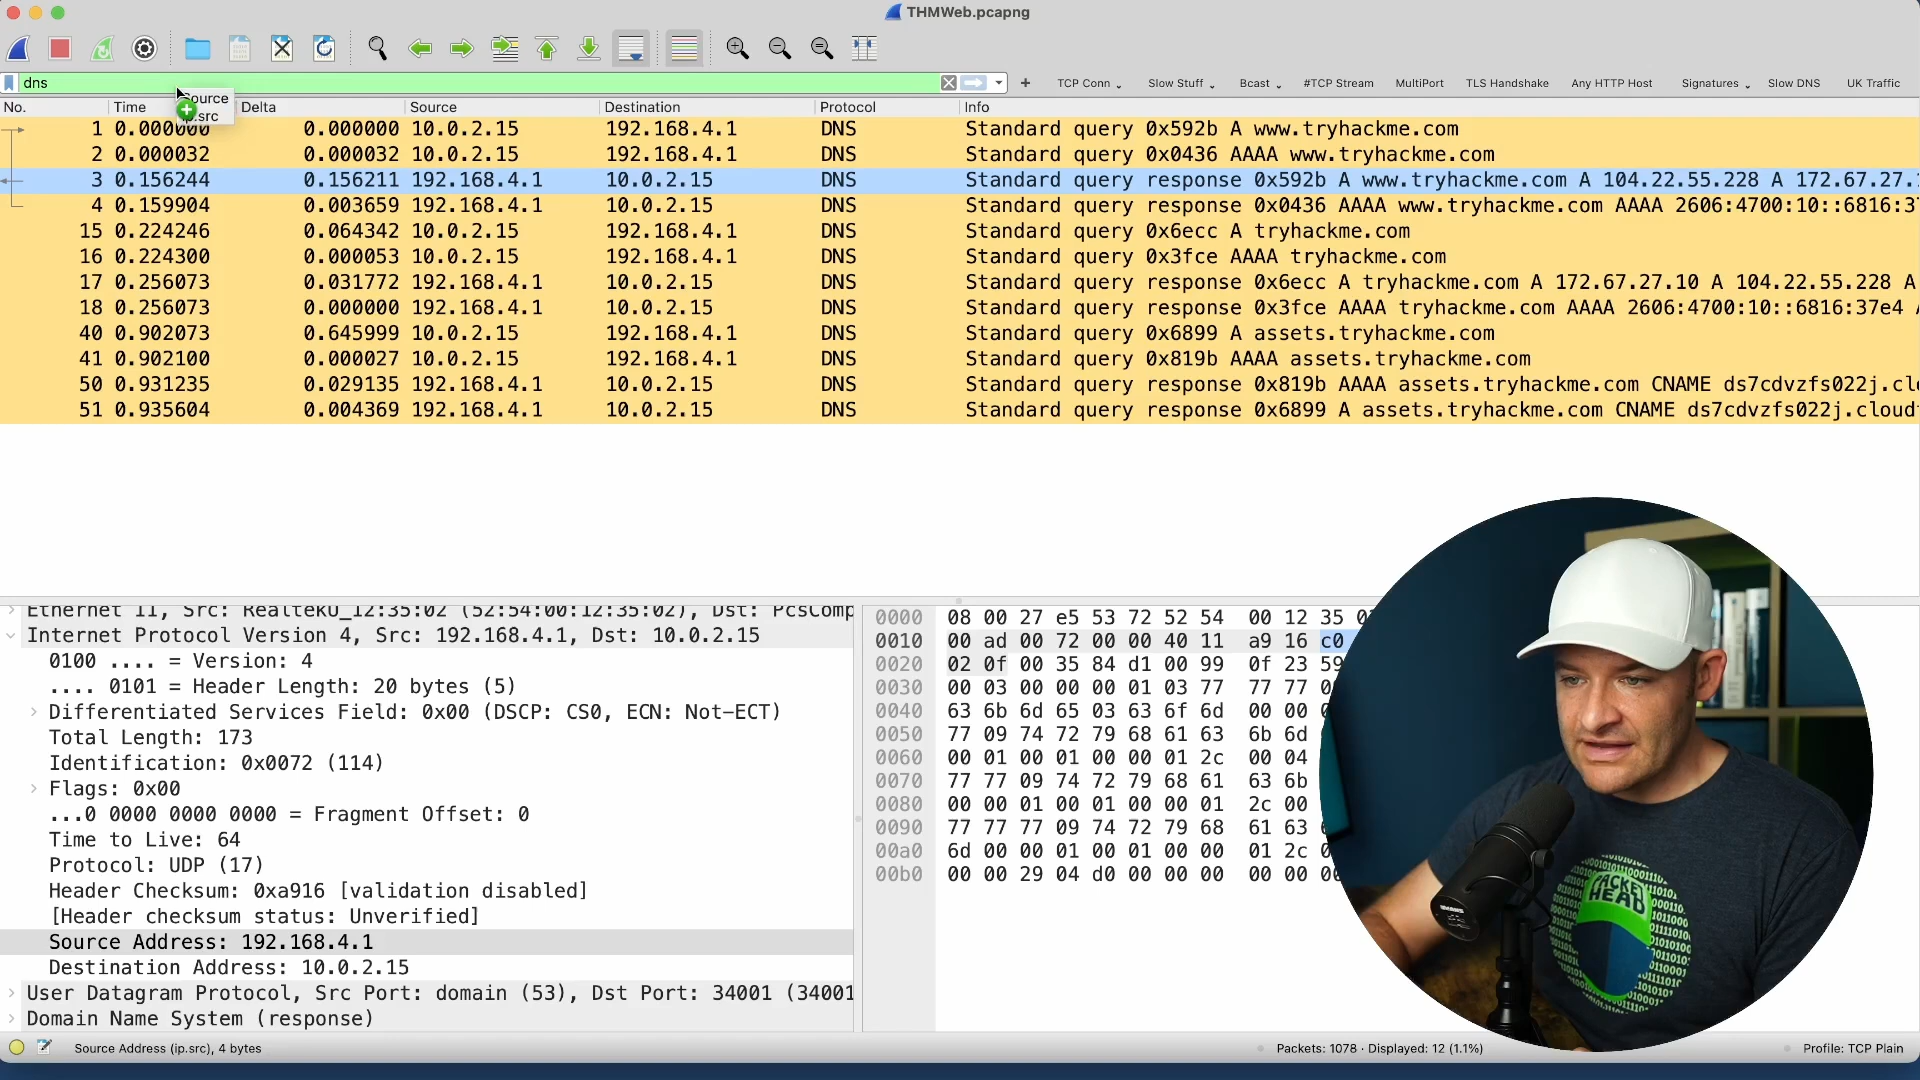 THMWeb.pcapng
dns
TCP Conn Slow Stuff Bcast #TCP Stream MultiPort TLS Handshake Any HTTP Host Signatures Slow DNS UK Traffic
Source
ip.src
No. Time Delta Source Destination Protocol Info
1 0.000000 0.000000 10.0.2.15 192.168.4.1 DNS Standard query 0x592b A www.tryhackme.com
2 0.000032 0.000032 10.0.2.15 192.168.4.1 DNS Standard query 0x0436 AAAA www.tryhackme.com
3 0.156244 0.156211 192.168.4.1 10.0.2.15 DNS Standard query response 0x592b A www.tryhackme.com A 104.22.55.228 A 172.67.27.
4 0.159904 0.003659 192.168.4.1 10.0.2.15 DNS Standard query response 0x0436 AAAA www.tryhackme.com AAAA 2606:4700:10::6816:3
15 0.224246 0.064342 10.0.2.15 192.168.4.1 DNS Standard query 0x6ecc A tryhackme.com
16 0.224300 0.000053 10.0.2.15 192.168.4.1 DNS Standard query 0x3fce AAAA tryhackme.com
17 0.256073 0.031772 192.168.4.1 10.0.2.15 DNS Standard query response 0x6ecc A tryhackme.com A 172.67.27.10 A 104.22.55.228 A
18 0.256073 0.000000 192.168.4.1 10.0.2.15 DNS Standard query response 0x3fce AAAA tryhackme.com AAAA 2606:4700:10::6816:37e4
40 0.902073 0.645999 10.0.2.15 192.168.4.1 DNS Standard query 0x6899 A assets.tryhackme.com
41 0.902100 0.000027 10.0.2.15 192.168.4.1 DNS Standard query 0x819b AAAA assets.tryhackme.com
50 0.931235 0.029135 192.168.4.1 10.0.2.15 DNS Standard query response 0x819b AAAA assets.tryhackme.com CNAME ds7cdvzfs022j.cl
51 0.935604 0.004369 192.168.4.1 10.0.2.15 DNS Standard query response 0x6899 A assets.tryhackme.com CNAME ds7cdvzfs022j.cloud
Ethernet II, Src: RealtekU_12:35:02 (52:54:00:12:35:02), Dst: PcsComp
Internet Protocol Version 4, Src: 192.168.4.1, Dst: 10.0.2.15
0100 .... = Version: 4
.... 0101 = Header Length: 20 bytes (5)
Differentiated Services Field: 0x00 (DSCP: CS0, ECN: Not-ECT)
Total Length: 173
Identification: 0x0072 (114)
Flags: 0x00
...0 0000 0000 0000 = Fragment Offset: 0
Time to Live: 64
Protocol: UDP (17)
Header Checksum: 0xa916 [validation disabled]
[Header checksum status: Unverified]
Source Address: 192.168.4.1
Destination Address: 10.0.2.15
User Datagram Protocol, Src Port: domain (53), Dst Port: 34001 (34001
Domain Name System (response)
0000 08 00 27 e5 53 72 52 54 00 12 35
0010 00 ad 00 72 00 00 40 11 a9 16 c0
0020 02 0f 00 35 84 d1 00 99 0f 23 59
0030 00 03 00 00 00 01 03 77 77 77
0040 63 6b 6d 65 03 63 6f 6d 00 00
0050 77 09 74 72 79 68 61 63 6b 6d
0060 00 01 00 01 00 00 01 2c 00 04
0070 77 77 09 74 72 79 68 61 63 6b
0080 00 00 01 00 01 00 00 01 2c 00
0090 77 77 77 09 74 72 79 68 61 63
00a0 6d 00 00 01 00 01 00 00 01 2c
00b0 00 00 29 04 d0 00 00 00 00 00
PACKET
HEAD
Source Address (ip.src), 4 bytes
Packets: 1078 · Displayed: 12 (1.1%)
Profile: TCP Plain